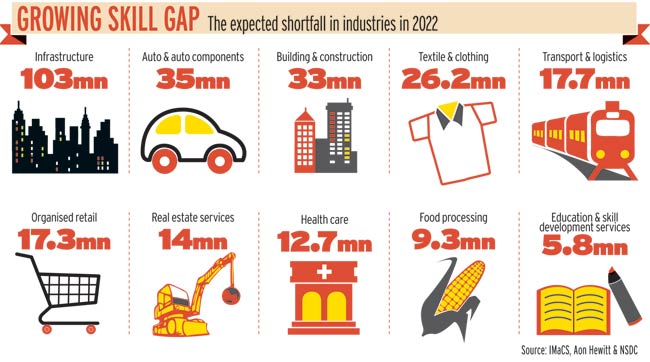 GROWING SKILL GAP The expected shortfall in industries in 2022
Infrastructure
103mn
Auto & auto components
35mn
Building & construction
33mn
Textile & clothing
26.2mn
Transport & logistics
17.7mn
Organised retail
17.3mn
Real estate services
14mn
Health care
12.7mn
Food processing
9.3mn
Education & skill
development services
5.8mn
Source: IMaCS, Aon Hewitt & NSDC